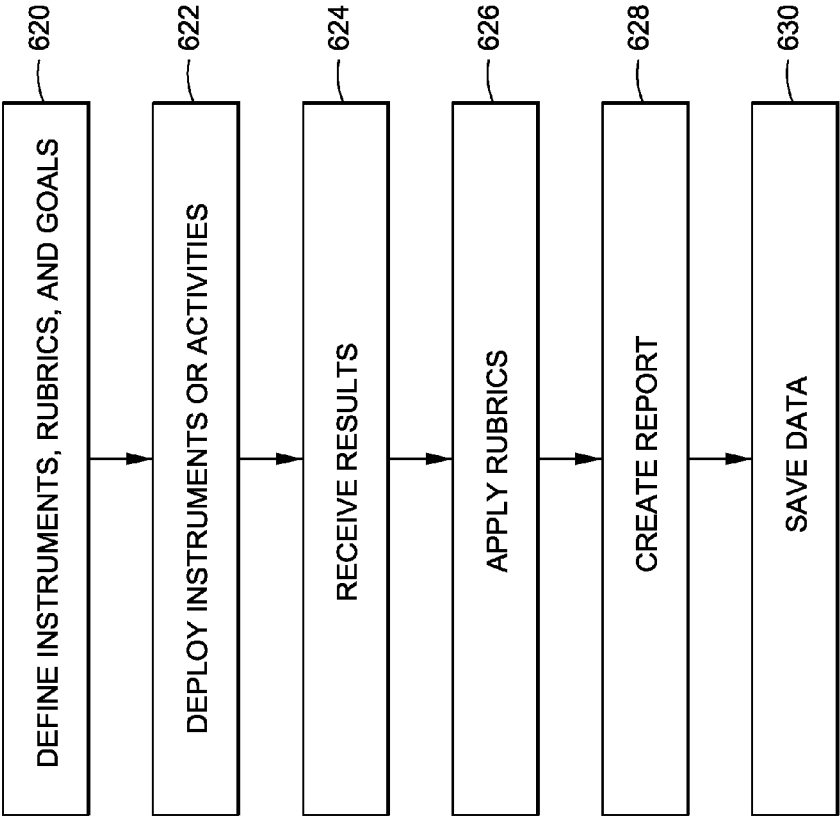 620
DEFINE INSTRUMENTS, RUBRICS, AND GOALS
622
DEPLOY INSTRUMENTS OR ACTIVITIES
624
RECEIVE RESULTS
626
APPLY RUBRICS
628
CREATE REPORT
630
SAVE DATA